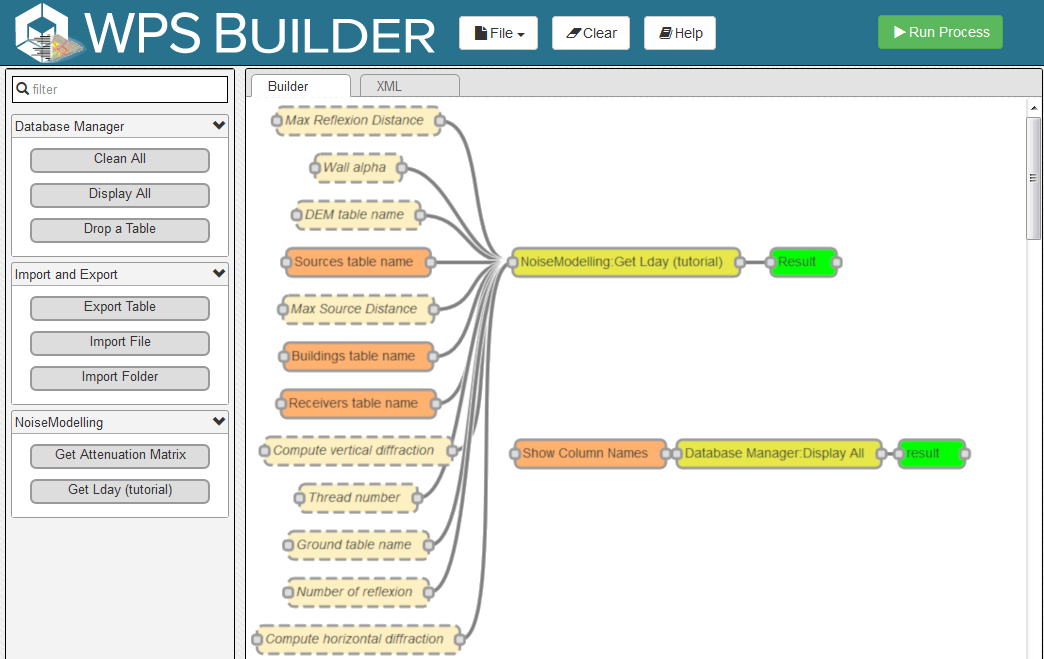 WPS BUILDER
File
Clear
Help
Run Process
filter
Database Manager
Clean All
Display All
Drop a Table
Import and Export
Export Table
Import File
Import Folder
NoiseModelling
Get Attenuation Matrix
Get Lday (tutorial)
Builder
XML
Max Reflexion Distance
Wall alpha
DEM table name
Sources table name
NoiseModelling:Get Lday (tutorial)
Result
Max Source Distance
Buildings table name
Receivers table name
Compute vertical diffraction
Show Column Names
Database Manager:Display All
result
Thread number
Ground table name
Number of reflexion
Compute horizontal diffraction